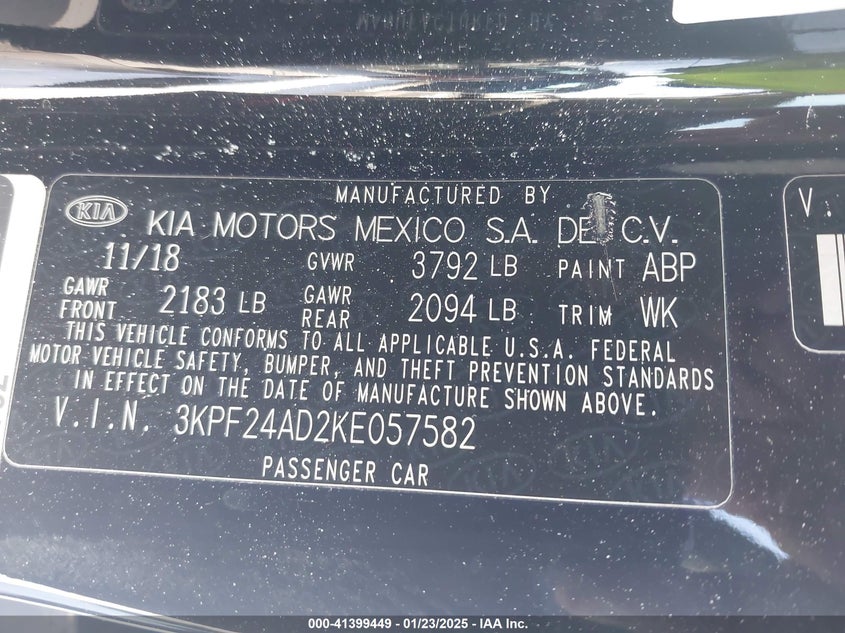 MANUFACTURED BY
KIA KIA MOTORS MEXICO S.A. DE C.V.
11/18 GVWR 3792 LB PAINT ABP
GAWR FRONT 2183 LB GAWR REAR 2094 LB TRIM WK
THIS VEHICLE CONFORMS TO ALL APPLICABLE U.S.A. FEDERAL
MOTOR VEHICLE SAFETY, BUMPER, AND THEFT PREVENTION STANDARDS
IN EFFECT ON THE DATE OF MANUFACTURE SHOWN ABOVE.
V.I.N. 3KPF24AD2KE057582
PASSENGER CAR
V.
000-41399449 - 01/23/2025 - IAA Inc.